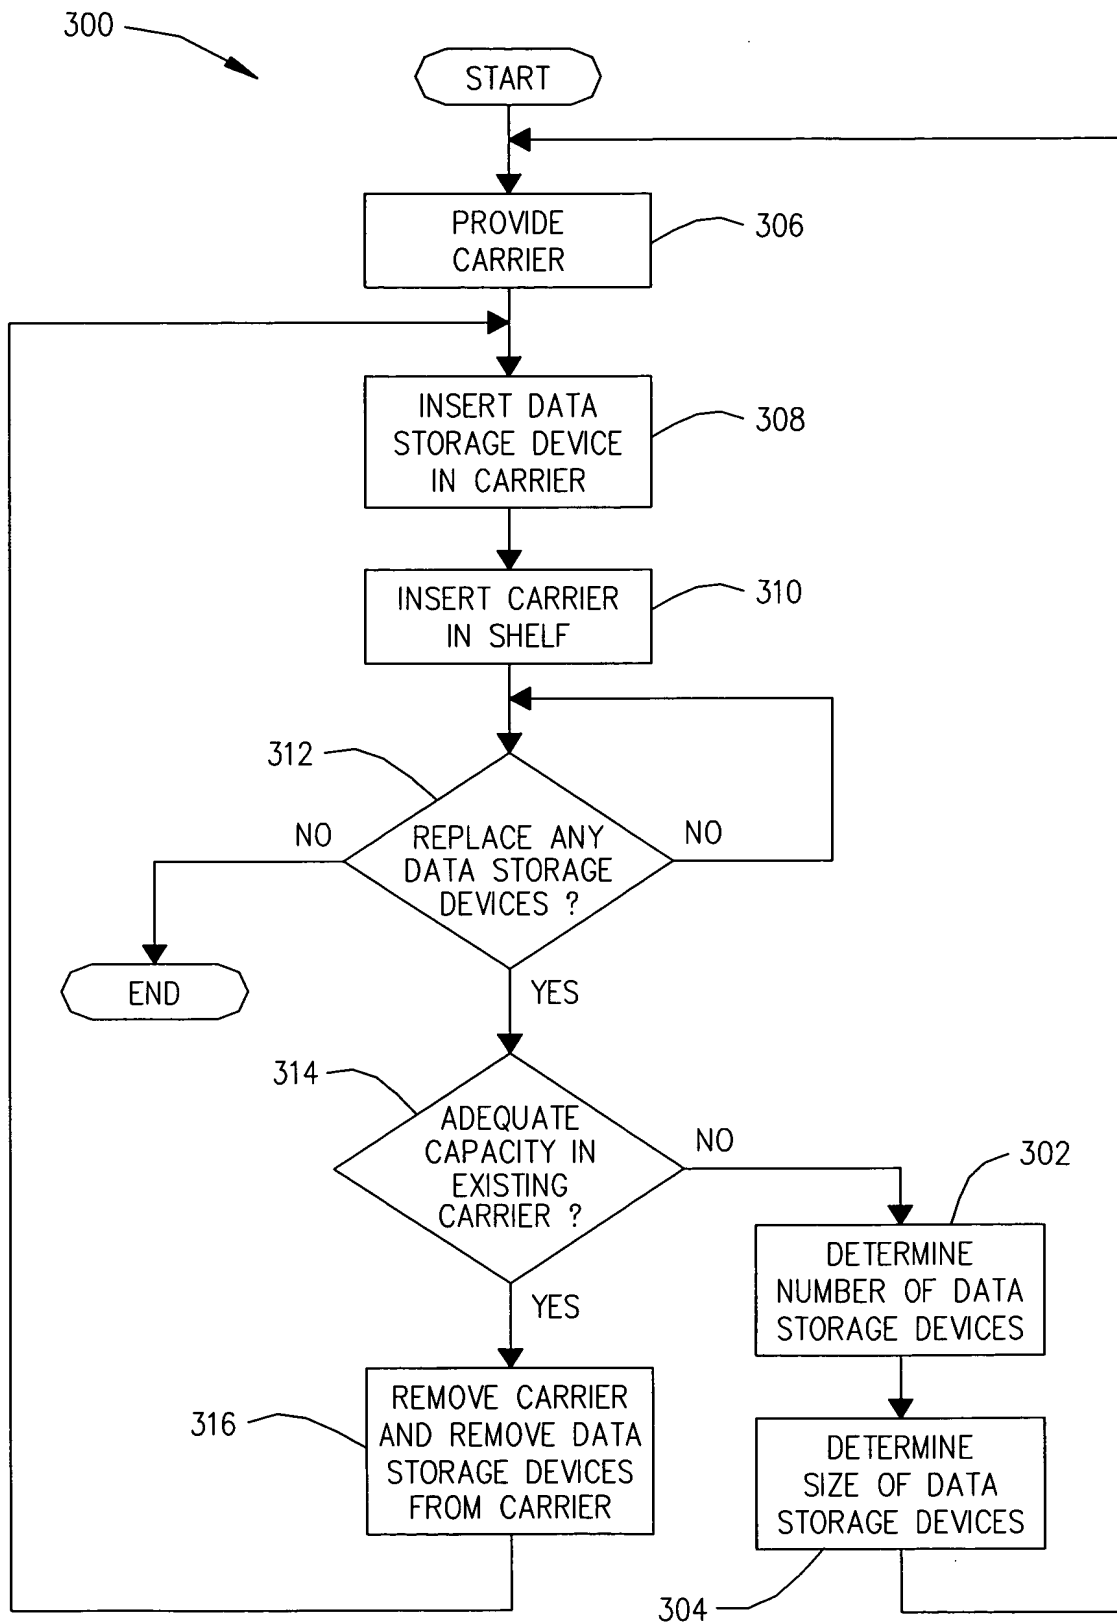 300
START
PROVIDE
CARRIER
306
INSERT DATA
STORAGE DEVICE
IN CARRIER
308
INSERT CARRIER
IN SHELF
310
312
NO
REPLACE ANY
DATA STORAGE
DEVICES ?
NO
END
YES
314
ADEQUATE
CAPACITY IN
EXISTING
CARRIER ?
NO
302
DETERMINE
NUMBER OF DATA
STORAGE DEVICES
YES
316
REMOVE CARRIER
AND REMOVE DATA
STORAGE DEVICES
FROM CARRIER
DETERMINE
SIZE OF DATA
STORAGE DEVICES
304